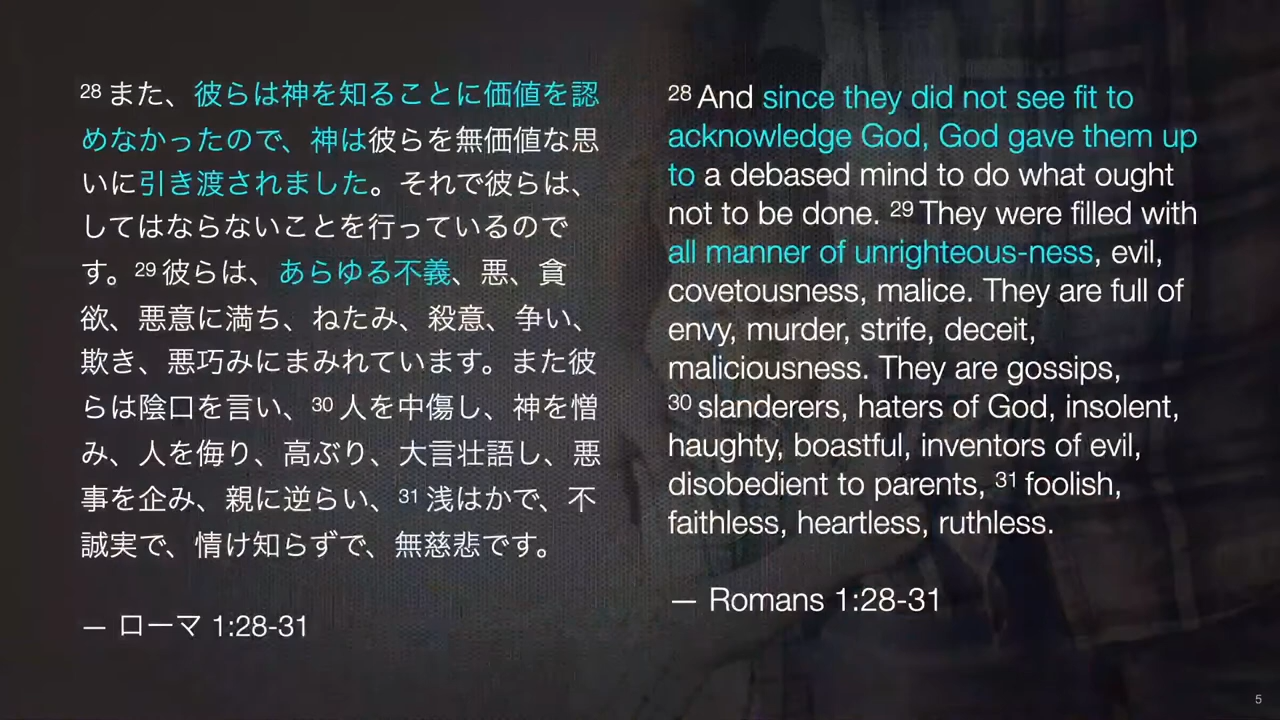 28 また、彼らは神を知ることに価値を認
めなかったので、神は彼らを無価値な思
いに引き渡されました。それで彼らは、
してはならないことを行っているので
す。29 彼らは、あらゆる不義、悪、貪
欲、悪意に満ち、ねたみ、殺意、争い、
欺き、悪巧みにまみれています。また彼
らは陰口を言い、30 人を中傷し、神を憎
み、人を侮り、高ぶり、大言壮語し、悪
事を企み、親に逆らい、31 浅はかで、不
誠実で、情け知らずで、無慈悲です。
— ローマ 1:28-31
28 And since they did not see fit to
acknowledge God, God gave them up
to a debased mind to do what ought
not to be done. 29 They were filled with
all manner of unrighteous-ness, evil,
covetousness, malice. They are full of
envy, murder, strife, deceit,
maliciousness. They are gossips,
30 slanderers, haters of God, insolent,
haughty, boastful, inventors of evil,
disobedient to parents, 31 foolish,
faithless, heartless, ruthless.
— Romans 1:28-31
5